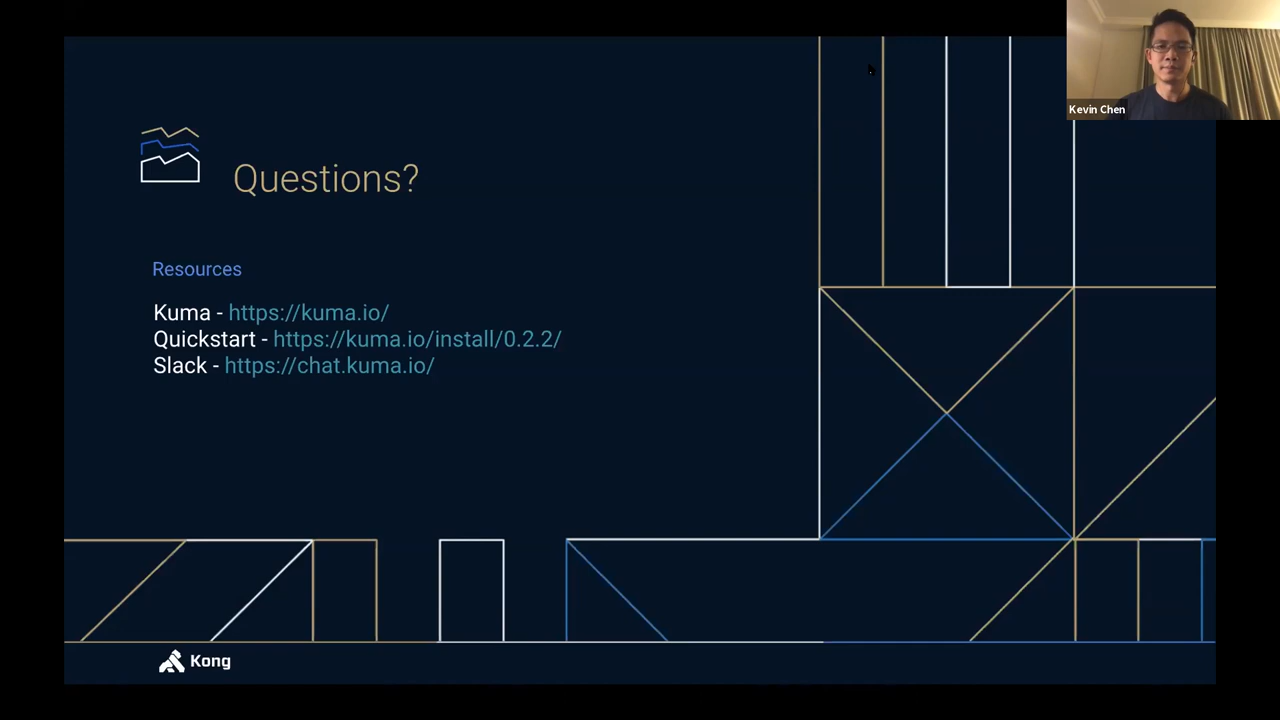 Kevin Chen
Questions?
Resources
Kuma - https://kuma.io/
Quickstart - https://kuma.io/install/0.2.2/
Slack - https://chat.kuma.io/
Kong